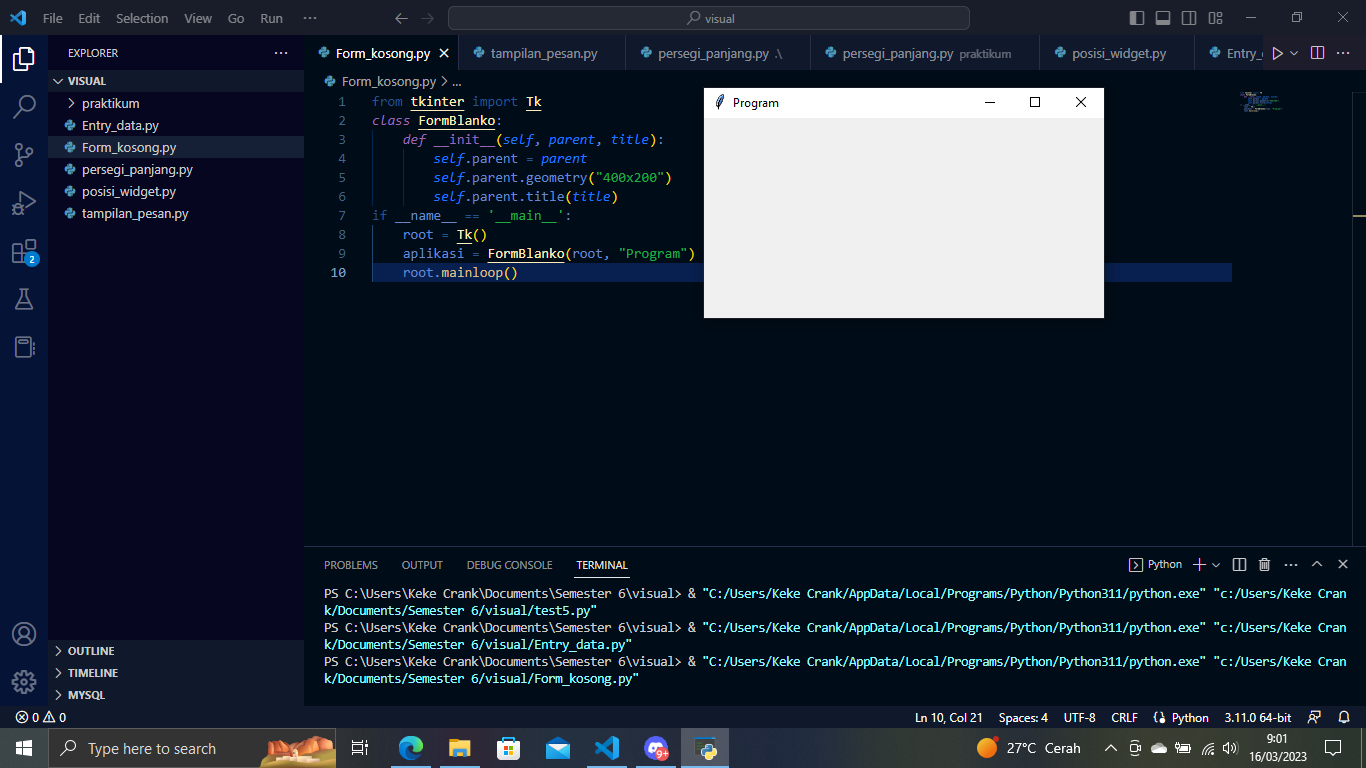 File Edit Selection View Go Run ··· visual
EXPLORER ···
VISUAL
praktikum
Entry_data.py
Form_kosong.py
persegi_panjang.py
posisi_widget.py
tampilan_pesan.py
OUTLINE
TIMELINE
MYSQL
2
Form_kosong.py tampilan_pesan.py persegi_panjang.py .\ persegi_panjang.py praktikum posisi_widget.py Entry_
Form_kosong.py > ...
1 from tkinter import Tk
2 class FormBlanko:
3 def __init__(self, parent, title):
4 self.parent = parent
5 self.parent.geometry("400x200")
6 self.parent.title(title)
7 if __name__ == '__main__':
8 root = Tk()
9 aplikasi = FormBlanko(root, "Program")
10 root.mainloop()
Program
PROBLEMS OUTPUT DEBUG CONSOLE TERMINAL Python
PS C:\Users\Keke Crank\Documents\Semester 6\visual> & "C:/Users/Keke Crank/AppData/Local/Programs/Python/Python311/python.exe" "c:/Users/Keke Cran
k/Documents/Semester 6/visual/test5.py"
PS C:\Users\Keke Crank\Documents\Semester 6\visual> & "C:/Users/Keke Crank/AppData/Local/Programs/Python/Python311/python.exe" "c:/Users/Keke Cran
k/Documents/Semester 6/visual/Entry_data.py"
PS C:\Users\Keke Crank\Documents\Semester 6\visual> & "C:/Users/Keke Crank/AppData/Local/Programs/Python/Python311/python.exe" "c:/Users/Keke Cran
k/Documents/Semester 6/visual/Form_kosong.py"
0 0 Ln 10, Col 21 Spaces: 4 UTF-8 CRLF Python 3.11.0 64-bit
Type here to search 9+ 27°C Cerah 9:01
16/03/2023